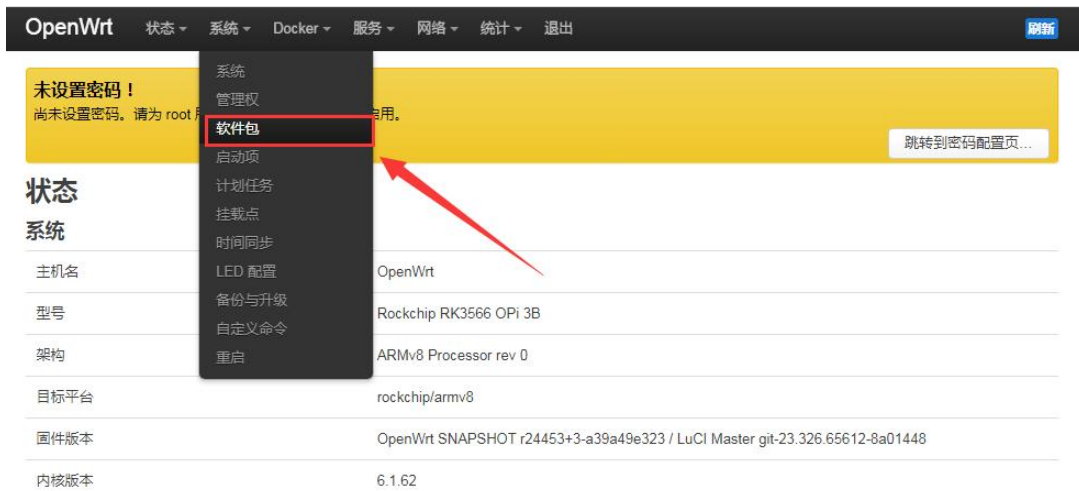 OpenWrt 状态 系统 Docker 服务 网络 统计 退出 刷新
未设置密码！
尚未设置密码。请为 root 启用。
跳转到密码配置页...
系统
管理权
软件包
启动项
计划任务
挂载点
时间同步
LED 配置
备份与升级
自定义命令
重启
状态
系统
主机名 OpenWrt
型号 Rockchip RK3566 OPi 3B
架构 ARMv8 Processor rev 0
目标平台 rockchip/armv8
固件版本 OpenWrt SNAPSHOT r24453+3-a39a49e323 / LuCI Master git-23.326.65612-8a01448
内核版本 6.1.62